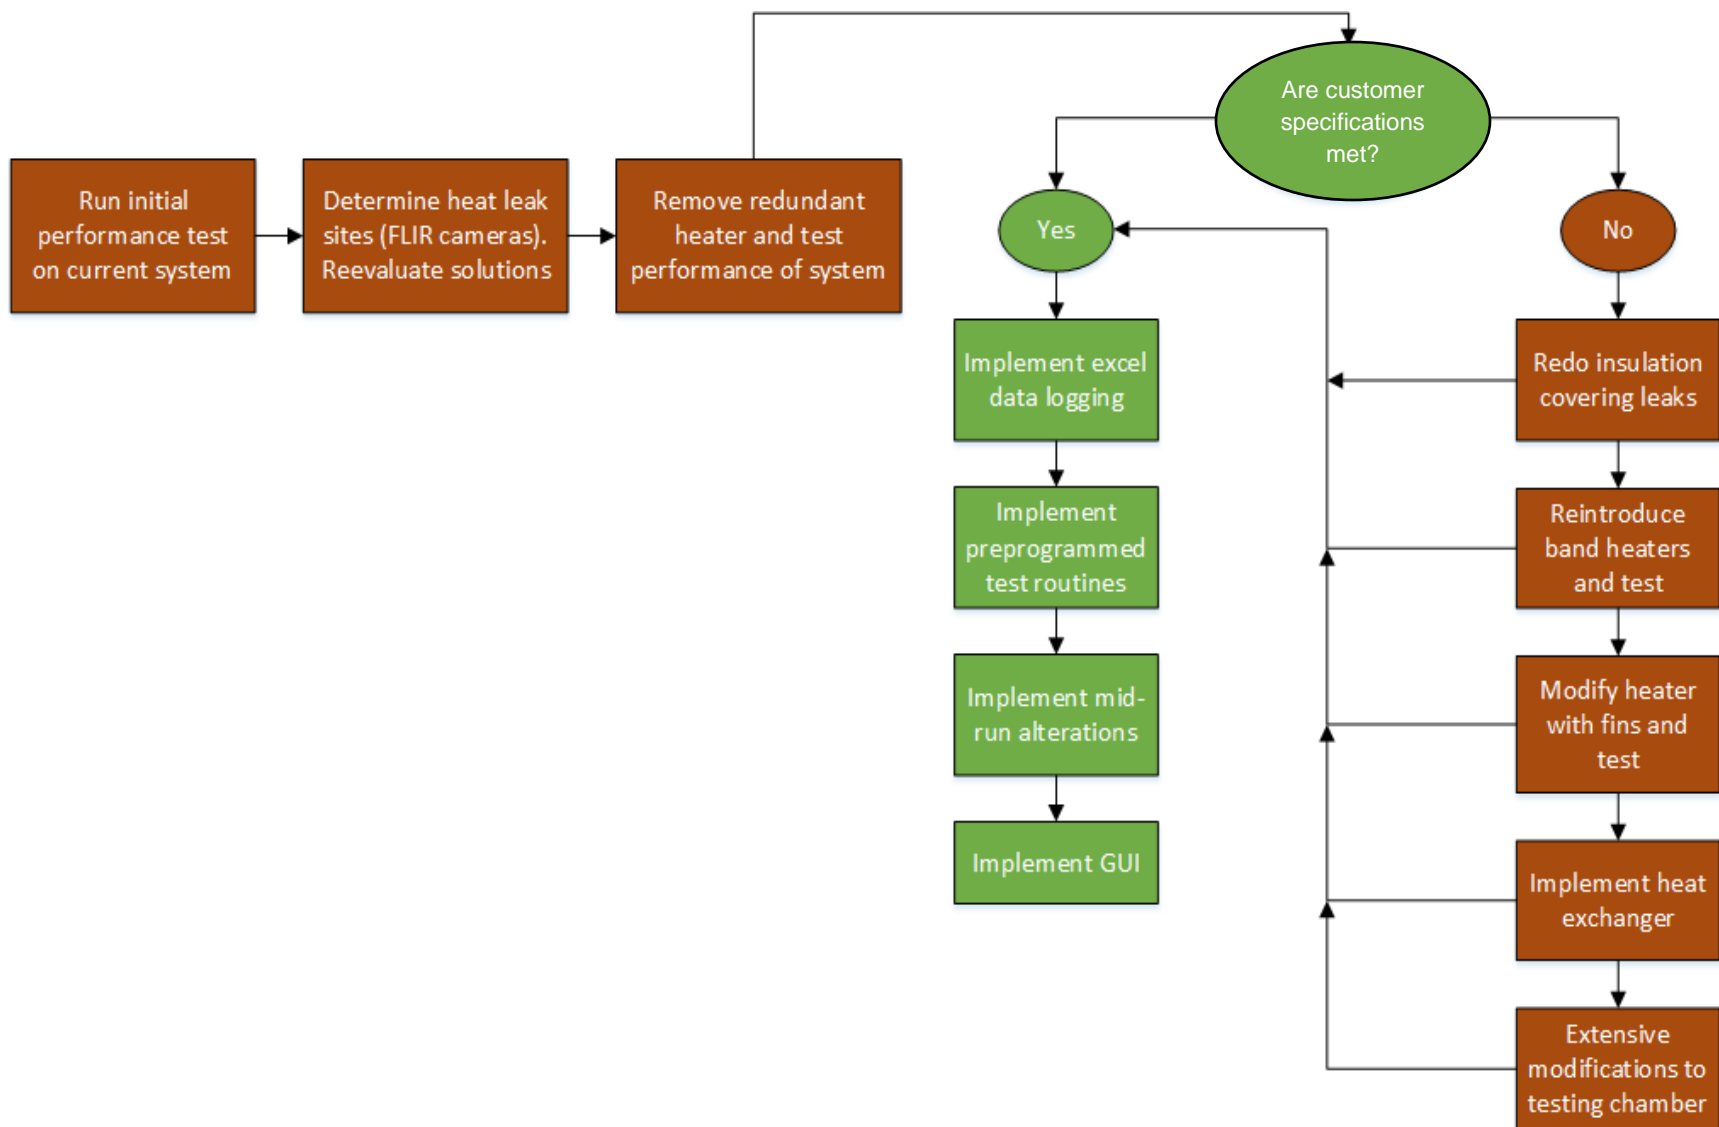 Are customer
specifications
met?
Run initial
performance test
on current system
Determine heat leak
sites (FLIR cameras).
Reevaluate solutions
Remove redundant
heater and test
performance of system
Yes
No
Implement excel
data logging
Implement
preprogrammed
test routines
Implement mid-
run alterations
Implement GUI
Redo insulation
covering leaks
Reintroduce
band heaters
and test
Modify heater
with fins and
test
Implement heat
exchanger
Extensive
modifications to
testing chamber